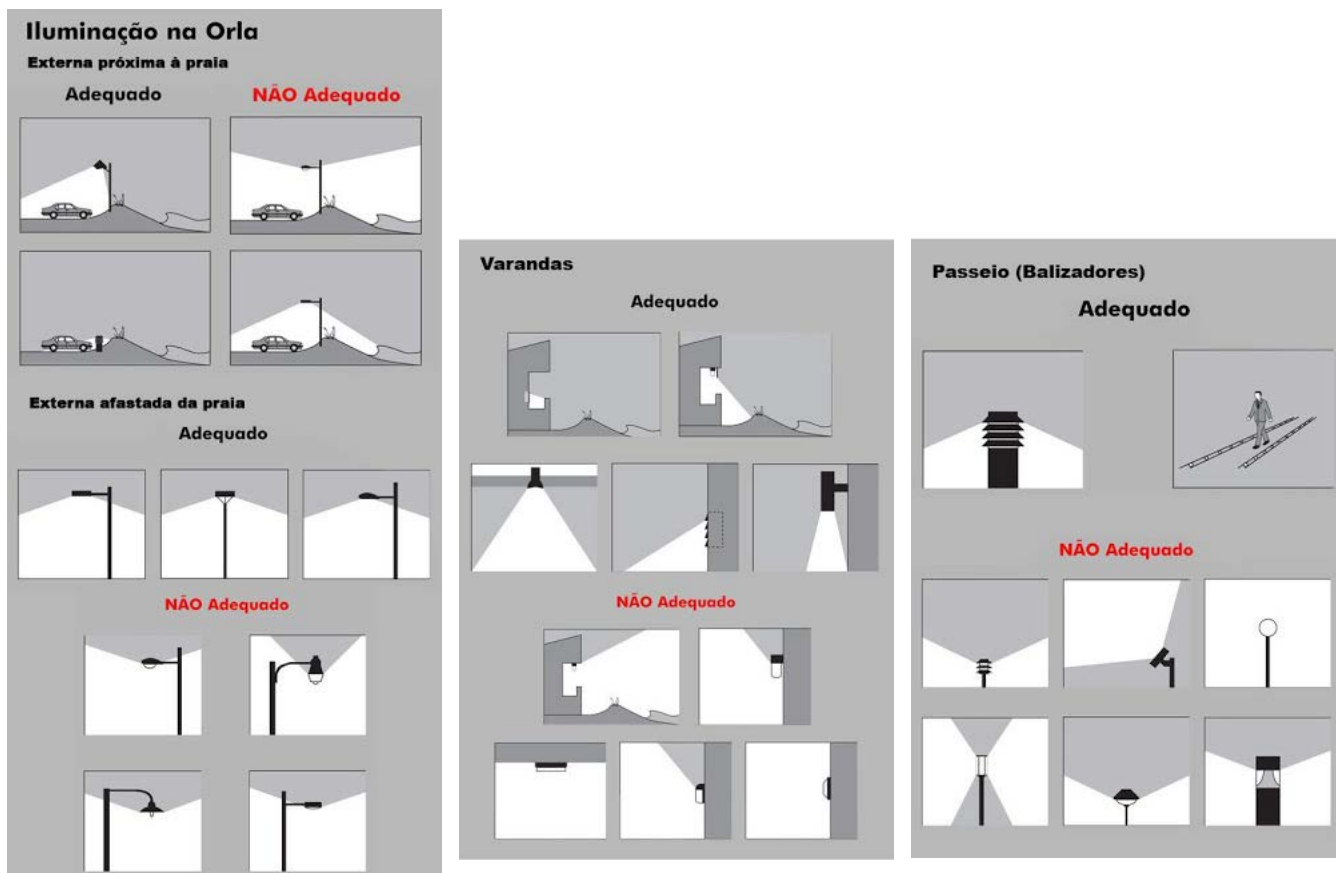 Iluminação na Orla
Externa próxima à praia
Adequado
NÃO Adequado
Externa afastada da praia
Adequado
NÃO Adequado
Varandas
Adequado
NÃO Adequado
Passeio (Balizadores)
Adequado
NÃO Adequado